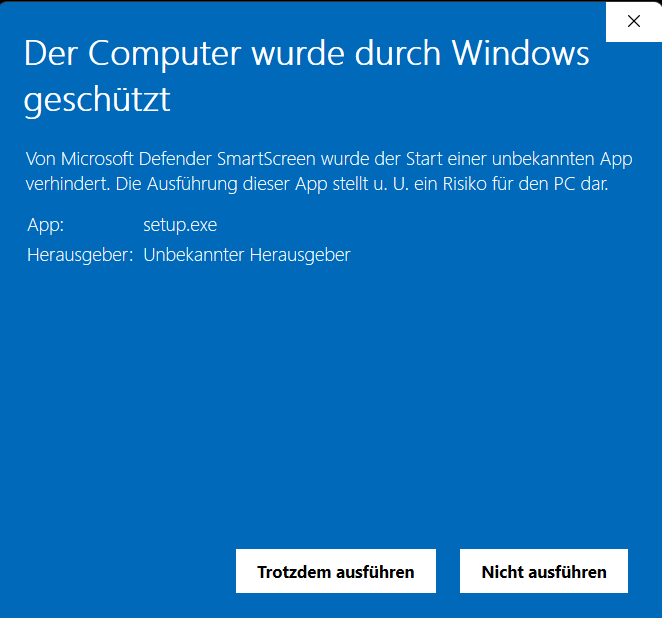 Der Computer wurde durch Windows
geschützt
Von Microsoft Defender SmartScreen wurde der Start einer unbekannten App
verhindert. Die Ausführung dieser App stellt u. U. ein Risiko für den PC dar.
App: setup.exe
Herausgeber: Unbekannter Herausgeber
Trotzdem ausführen Nicht ausführen